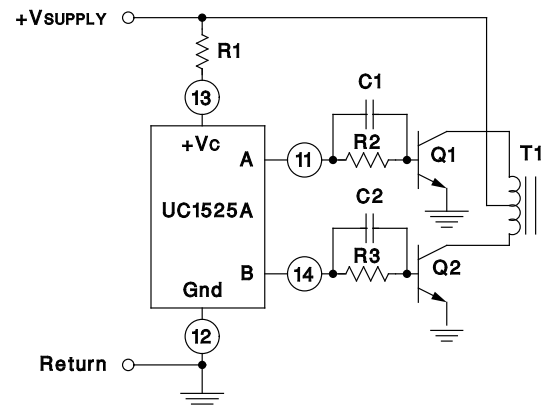 +VSUPPLY
R1
13
+Vc
C1
A
11
R2
Q1
T1
UC1525A
C2
B
14
R3
Q2
Gnd
12
Return